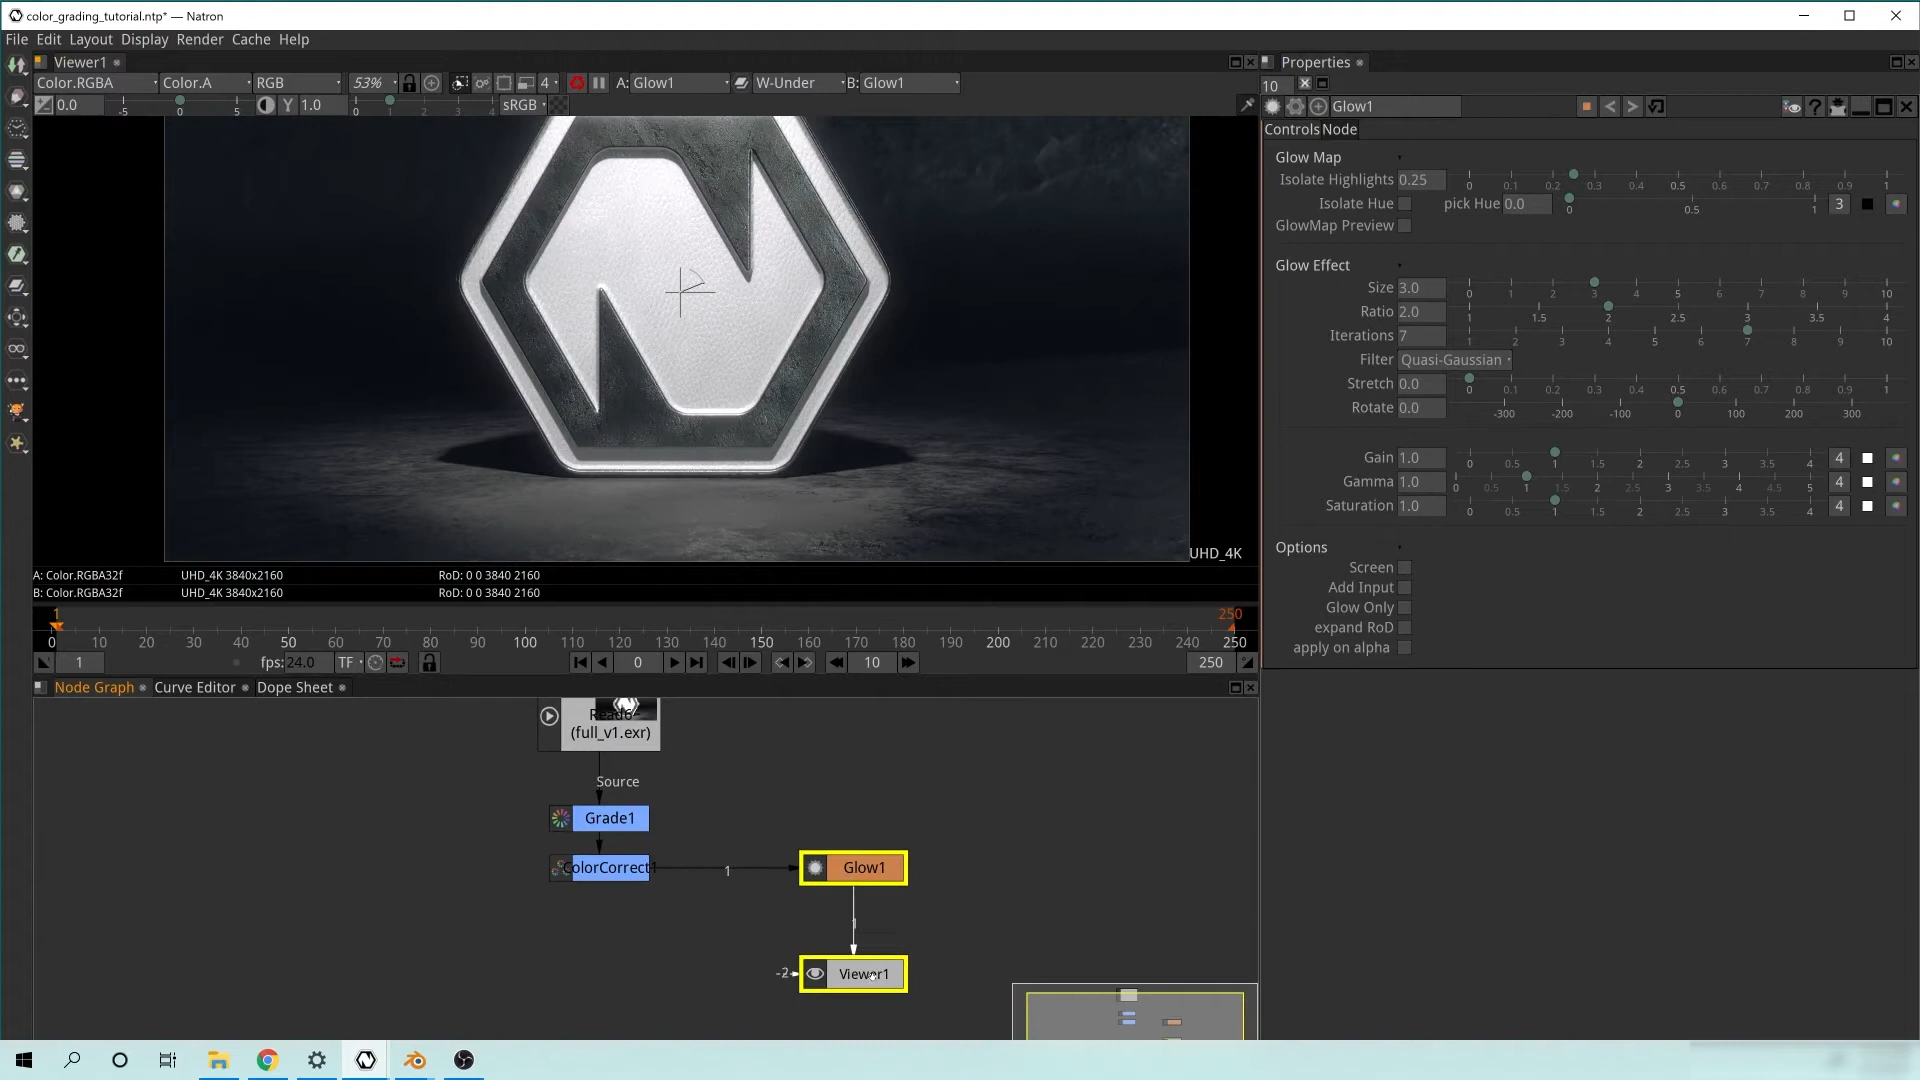 color_grading_tutorial.ntp* — Natron
File Edit Layout Display Render Cache Help
Viewer1
Color.RGBA Color.A RGB 53% 4 A: Glow1 W-Under B: Glow1
0.0 -5 0 5 Y 1.0 0 1 2 3 4 sRGB
UHD_4K
A: Color.RGBA32f UHD_4K 3840x2160 RoD: 0 0 3840 2160
B: Color.RGBA32f UHD_4K 3840x2160 RoD: 0 0 3840 2160
1 250
0 10 20 30 40 50 60 70 80 90 100 110 120 130 140 150 160 170 180 190 200 210 220 230 240 250
1 fps: 24.0 TF 0 10 250
Node Graph Curve Editor Dope Sheet
Read6
(full_v1.exr)
Source
Grade1
ColorCorrect1 1 Glow1
-2 Viewer1
Properties
10
Glow1
Controls Node
Glow Map
Isolate Highlights 0.25 0 0.1 0.2 0.3 0.4 0.5 0.6 0.7 0.8 0.9 1
Isolate Hue pick Hue 0.0 0 0.5 1 3
GlowMap Preview
Glow Effect
Size 3.0 0 1 2 3 4 5 6 7 8 9 10
Ratio 2.0 1 1.5 2 2.5 3 3.5 4
Iterations 7 1 2 3 4 5 6 7 8 9 10
Filter Quasi-Gaussian
Stretch 0.0 0 0.1 0.2 0.3 0.4 0.5 0.6 0.7 0.8 0.9 1
Rotate 0.0 -300 -200 -100 0 100 200 300
Gain 1.0 0 0.5 1 1.5 2 2.5 3 3.5 4 4
Gamma 1.0 0 0.5 1 1.5 2 2.5 3 3.5 4 4.5 5 4
Saturation 1.0 0 0.5 1 1.5 2 2.5 3 3.5 4 4
Options
Screen
Add Input
Glow Only
expand RoD
apply on alpha